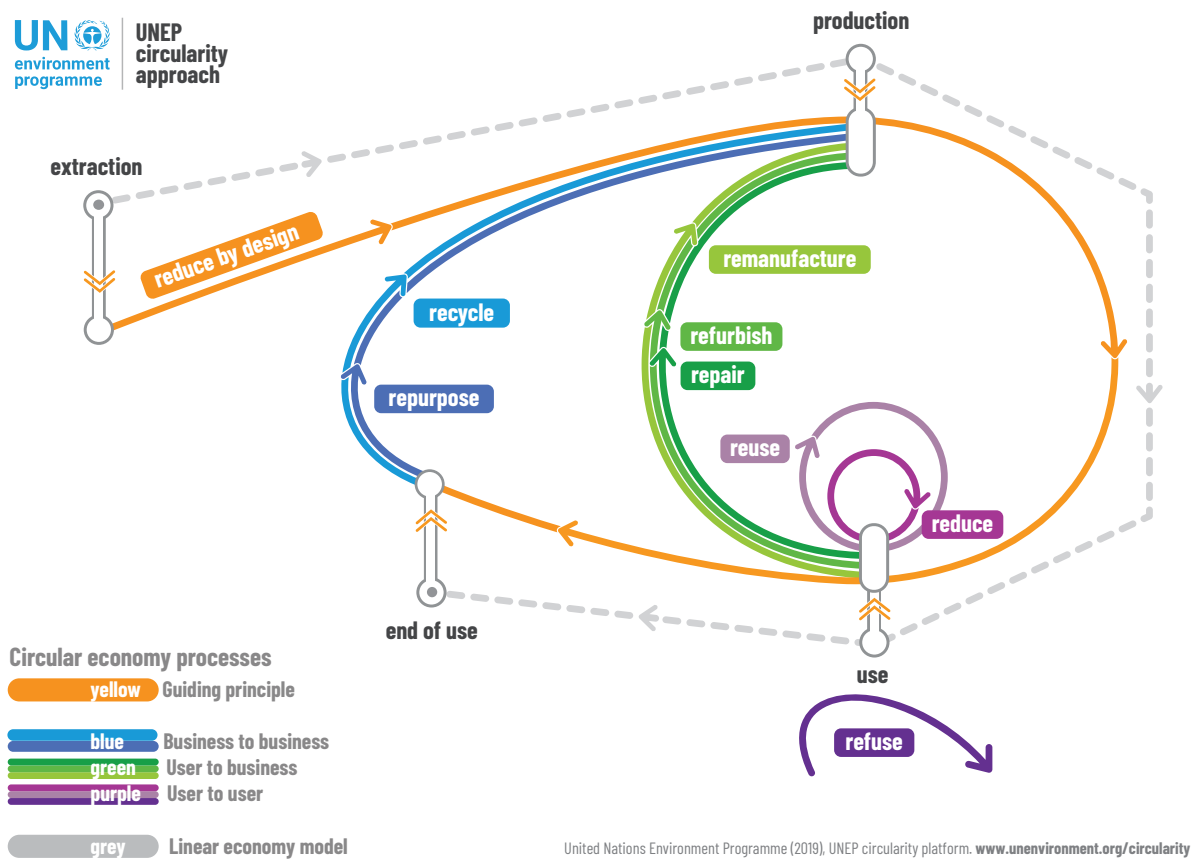 UN
environment
programme
UNEP
circularity
approach
production
extraction
reduce by design
remanufacture
recycle
refurbish
repair
repurpose
reuse
reduce
end of use
use
refuse
Circular economy processes
yellow Guiding principle
blue Business to business
green User to business
purple User to user
grey Linear economy model
United Nations Environment Programme (2019), UNEP circularity platform. www.unenvironment.org/circularity